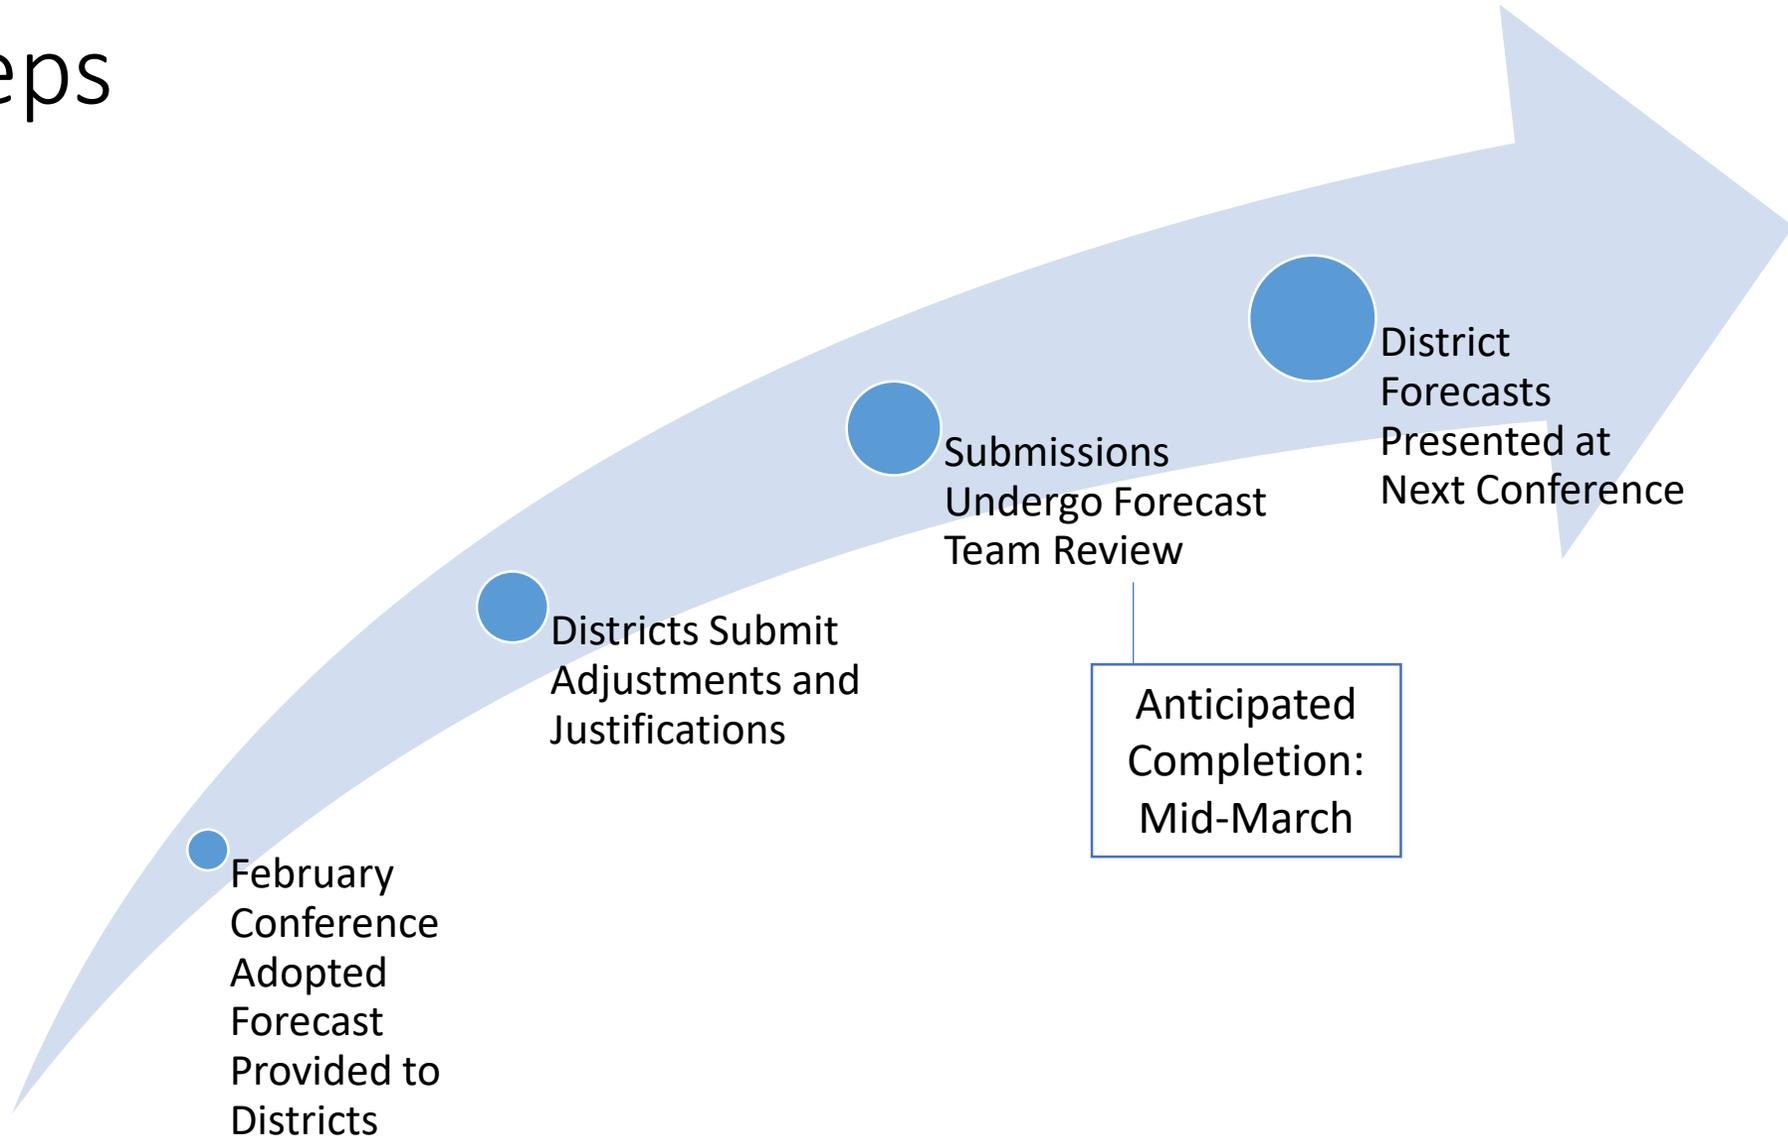 eps
February
Conference
Adopted
Forecast
Provided to
Districts
Districts Submit
Adjustments and
Justifications
Submissions
Undergo Forecast
Team Review
Anticipated
Completion:
Mid-March
District
Forecasts
Presented at
Next Conference